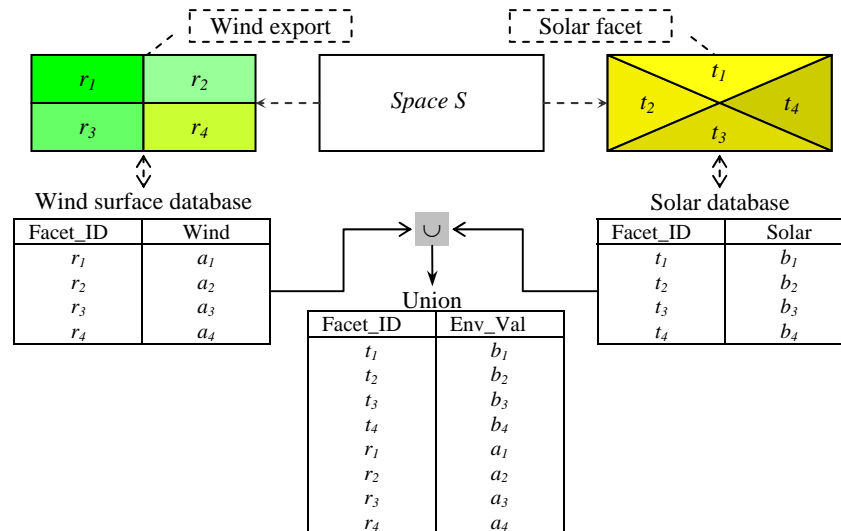 Wind export
Solar facet
r1
r2
r3
r4
Space S
t1
t2
t4
t3
Wind surface database
Facet_ID Wind
r1 a1
r2 a2
r3 a3
r4 a4
∪
Solar database
Facet_ID Solar
t1 b1
t2 b2
t3 b3
t4 b4
Union
Facet_ID Env_Val
t1 b1
t2 b2
t3 b3
t4 b4
r1 a1
r2 a2
r3 a3
r4 a4